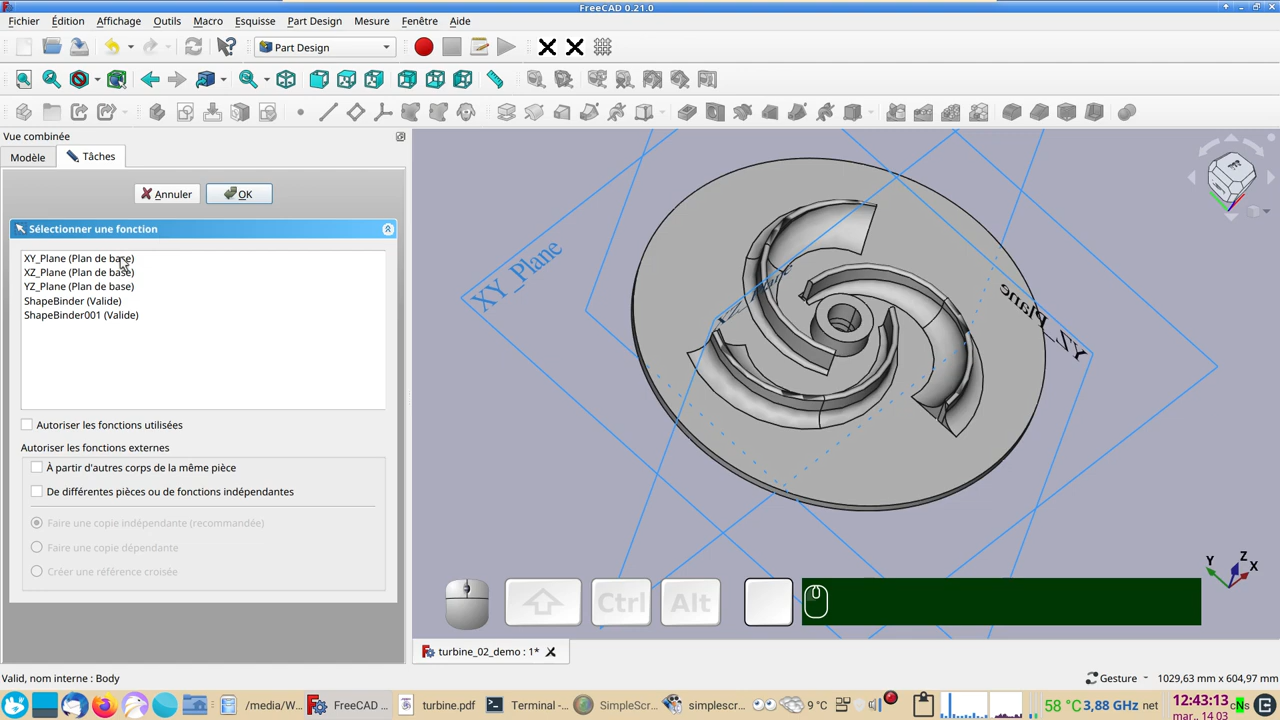 FreeCAD 0.21.0
Fichier Édition Affichage Outils Macro Esquisse Part Design Mesure Fenêtre Aide
Part Design
Vue combinée
Modèle Tâches
Annuler OK
Sélectionner une fonction
XY_Plane (Plan de base)
XZ_Plane (Plan de base)
YZ_Plane (Plan de base)
ShapeBinder (Valide)
ShapeBinder001 (Valide)
Autoriser les fonctions utilisées
Autoriser les fonctions externes
À partir d'autres corps de la même pièce
De différentes pièces ou de fonctions indépendantes
Faire une copie indépendante (recommandée)
Faire une copie dépendante
Créer une référence croisée
XY_Plane
YZ_Plane
Y Z X
Ctrl Alt
turbine_02_demo : 1*
Valid, nom interne : Body
Gesture 1029,63 mm x 604,97 mm
/media/W... FreeCAD ... turbine.pdf Terminal -... SimpleScr... simplescr... 9 °C 58 °C 3,88 GHz net 12:43:13
mar., 14 03